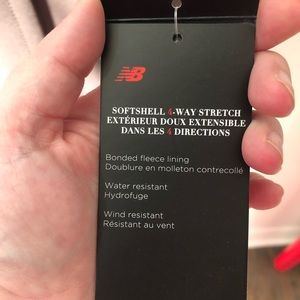 NB
SOFTSHELL 4-WAY STRETCH
EXTÉRIEUR DOUX EXTENSIBLE
DANS LES 4 DIRECTIONS
Bonded fleece lining
Doublure en molleton contrecollé
Water resistant
Hydrofuge
Wind resistant
Résistant au vent